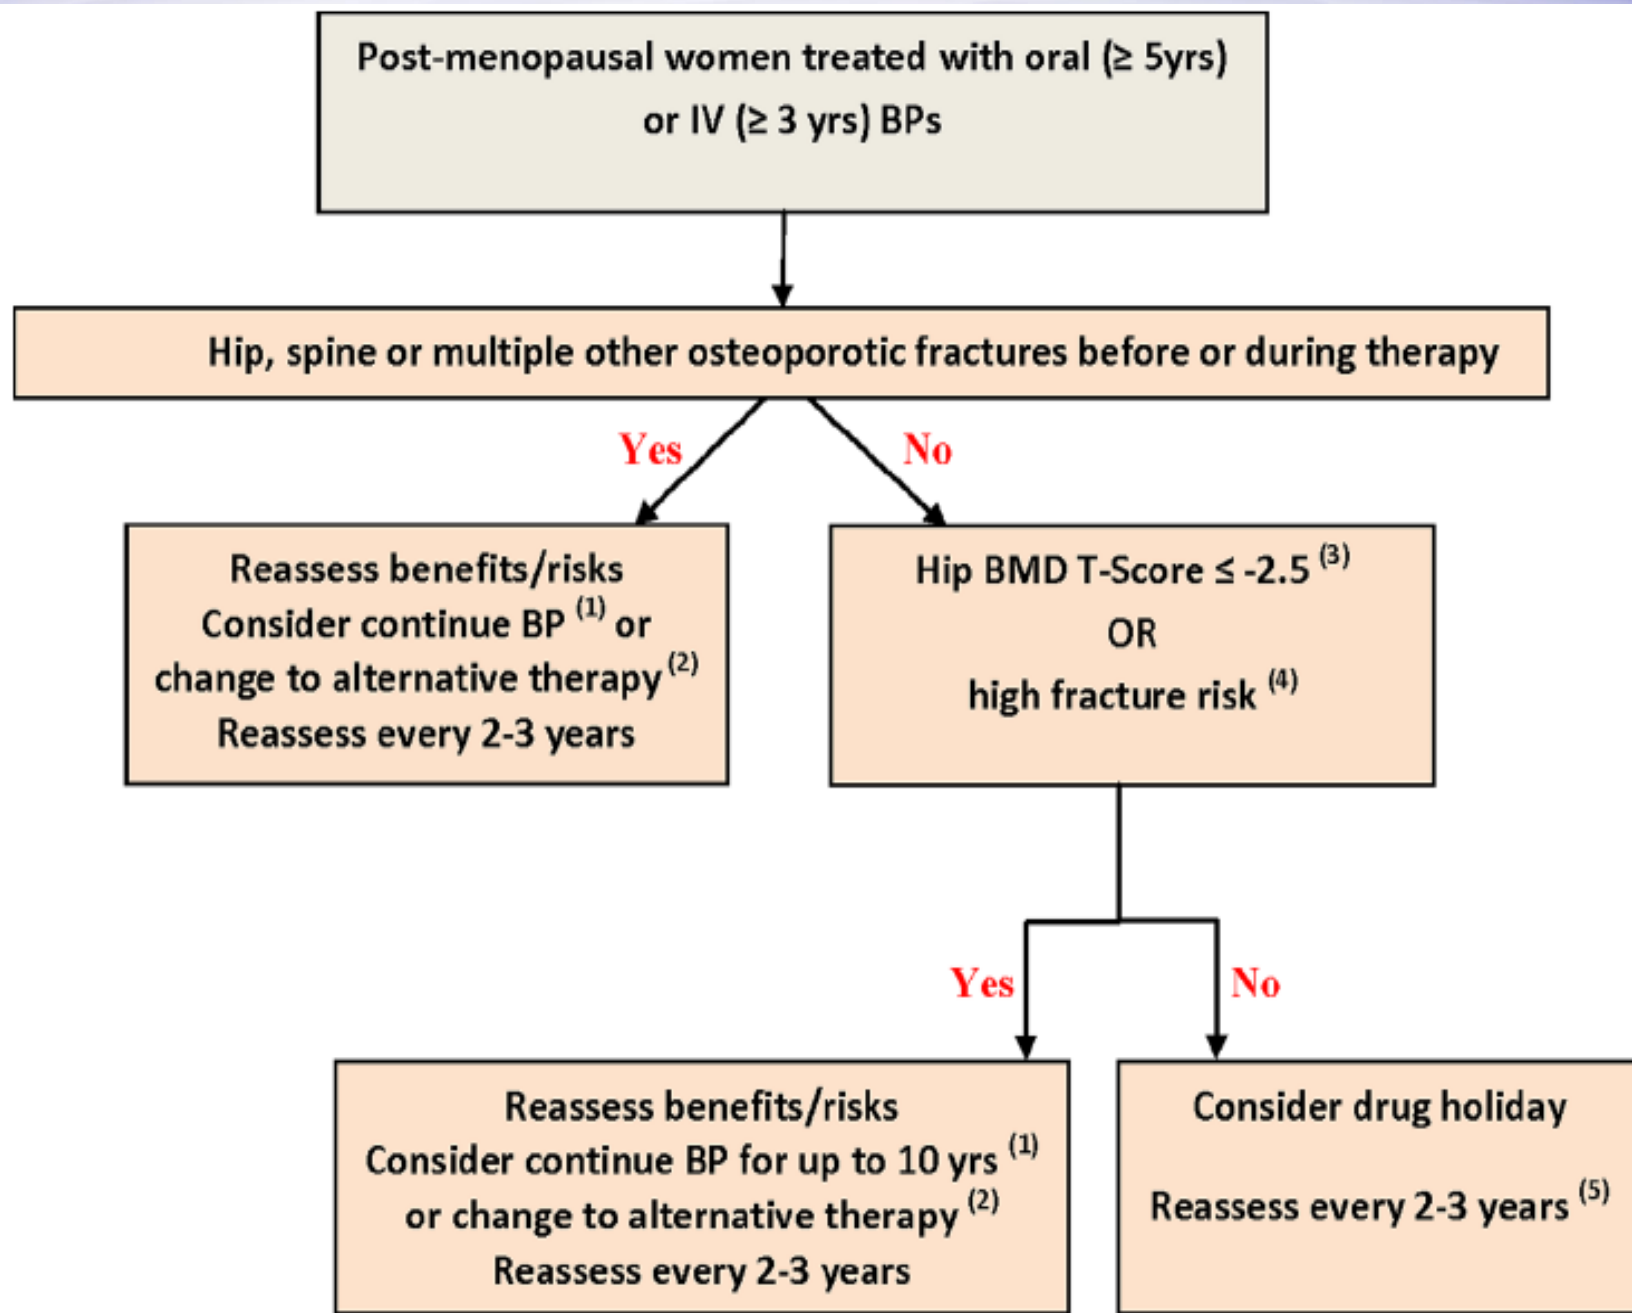 Post-menopausal women treated with oral (≥ 5yrs)
or IV (≥ 3 yrs) BPs
Hip, spine or multiple other osteoporotic fractures before or during therapy
Yes
No
Reassess benefits/risks
Consider continue BP (1) or
change to alternative therapy (2)
Reassess every 2-3 years
Hip BMD T-Score ≤ -2.5 (3)
OR
high fracture risk (4)
Yes
No
Reassess benefits/risks
Consider continue BP for up to 10 yrs (1)
or change to alternative therapy (2)
Reassess every 2-3 years
Consider drug holiday
Reassess every 2-3 years (5)